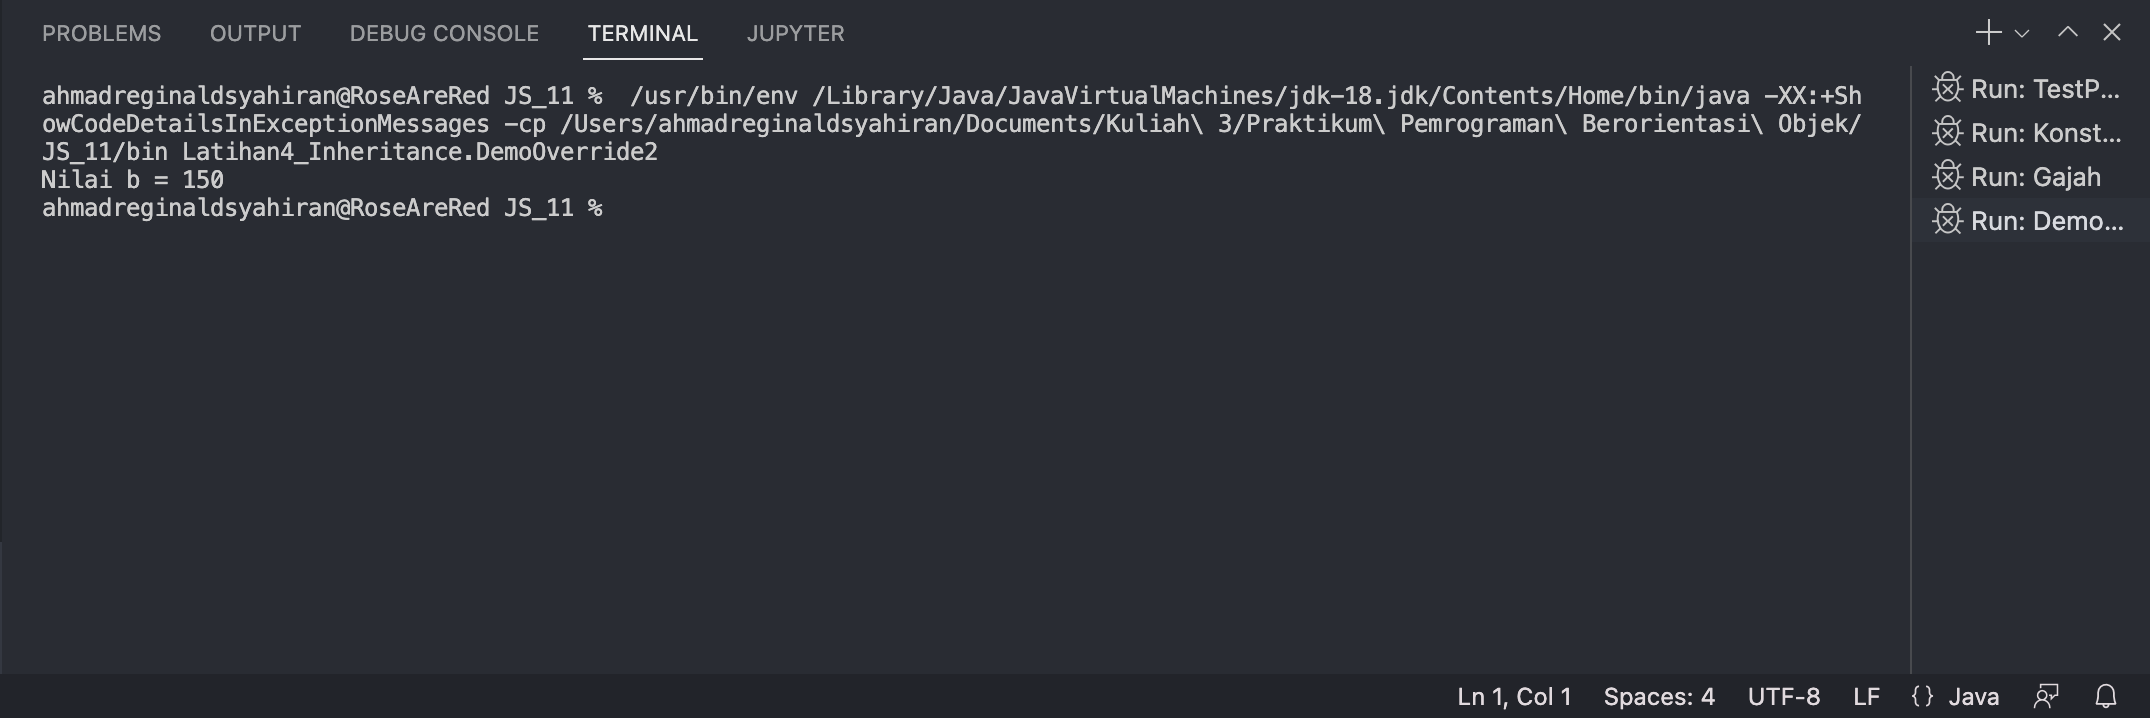 PROBLEMS OUTPUT DEBUG CONSOLE TERMINAL JUPYTER
ahmadreginaldsyahiran@RoseAreRed JS_11 %  /usr/bin/env /Library/Java/JavaVirtualMachines/jdk-18.jdk/Contents/Home/bin/java -XX:+Sh
owCodeDetailsInExceptionMessages -cp /Users/ahmadreginaldsyahiran/Documents/Kuliah\ 3/Praktikum\ Pemrograman\ Berorientasi\ Objek/
JS_11/bin Latihan4_Inheritance.DemoOverride2
Nilai b = 150
ahmadreginaldsyahiran@RoseAreRed JS_11 %
Run: TestP...
Run: Konst...
Run: Gajah
Run: Demo...
Ln 1, Col 1 Spaces: 4 UTF-8 LF {} Java